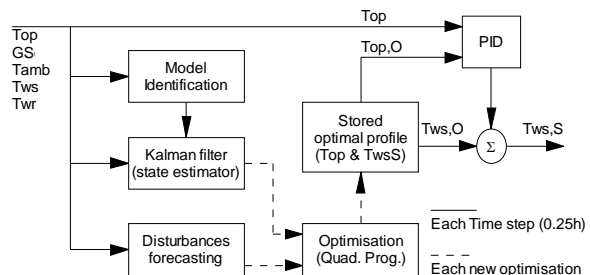 Top
GS
Tamb
Tws
Twr
Top
PID
Top,O
Model
Identification
Stored
optimal profile
(Top & TwsS)
Tws,O
Σ
Tws,S
Kalman filter
(state estimator)
Disturbances
forecasting
Optimisation
(Quad. Prog.)
Each Time step (0.25h)
Each new optimisation